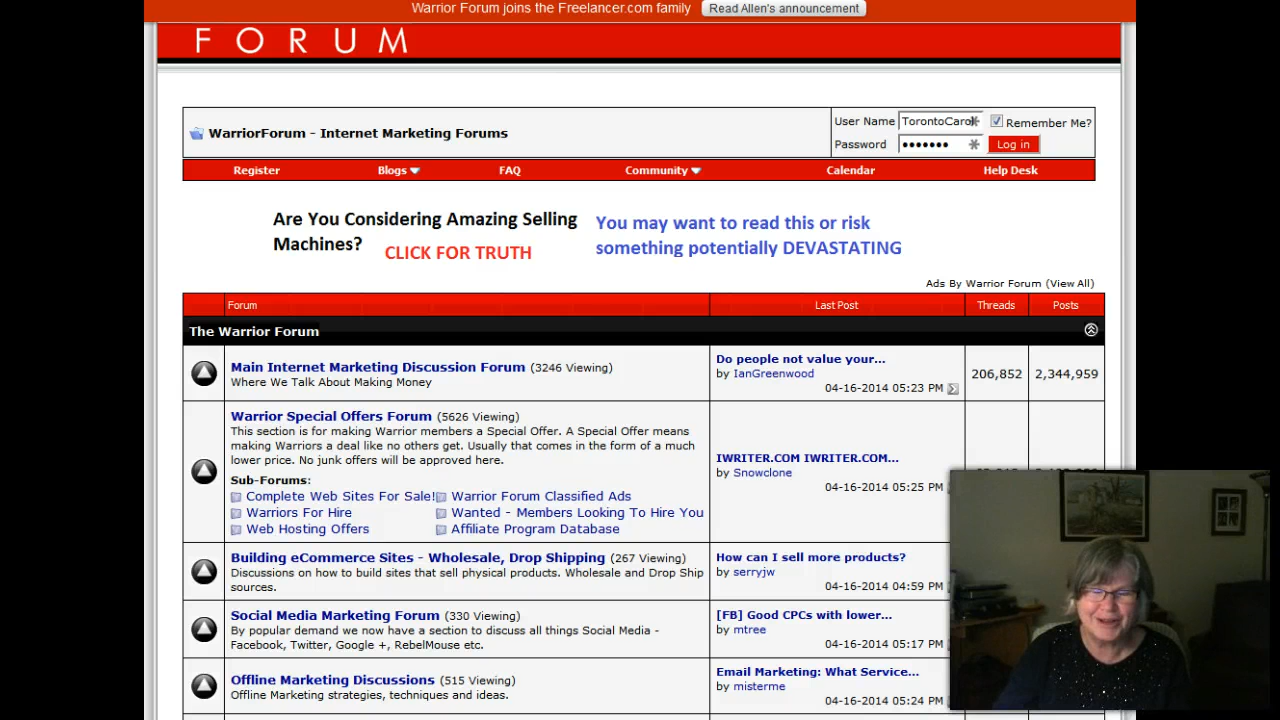 Warrior Forum joins the Freelancer.com family Read Allen's announcement
FORUM
WarriorForum - Internet Marketing Forums
User Name TorontoCarol Remember Me?
Password ••••••• Log in
Register Blogs FAQ Community Calendar Help Desk
Are You Considering Amazing Selling
Machines? CLICK FOR TRUTH
You may want to read this or risk
something potentially DEVASTATING
Ads By Warrior Forum (View All)
Forum Last Post Threads Posts
The Warrior Forum
Main Internet Marketing Discussion Forum (3246 Viewing)
Where We Talk About Making Money
Do people not value your...
by IanGreenwood
04-16-2014 05:23 PM
206,852 2,344,959
Warrior Special Offers Forum (5626 Viewing)
This section is for making Warrior members a Special Offer. A Special Offer means
making Warriors a deal like no others get. Usually that comes in the form of a much
lower price. No junk offers will be approved here.
Sub-Forums:
Complete Web Sites For Sale! Warrior Forum Classified Ads
Warriors For Hire Wanted - Members Looking To Hire You
Web Hosting Offers Affiliate Program Database
IWRITER.COM IWRITER.COM...
by Snowclone
04-16-2014 05:25 PM
Building eCommerce Sites - Wholesale, Drop Shipping (267 Viewing)
Discussions on how to build sites that sell physical products. Wholesale and Drop Ship
sources.
How can I sell more products?
by serryjw
04-16-2014 04:59 PM
Social Media Marketing Forum (330 Viewing)
By popular demand we now have a section to discuss all things Social Media -
Facebook, Twitter, Google +, RebelMouse etc.
[FB] Good CPCs with lower...
by mtree
04-16-2014 05:17 PM
Offline Marketing Discussions (515 Viewing)
Offline Marketing strategies, techniques and ideas.
Email Marketing: What Service...
by misterme
04-16-2014 05:24 PM